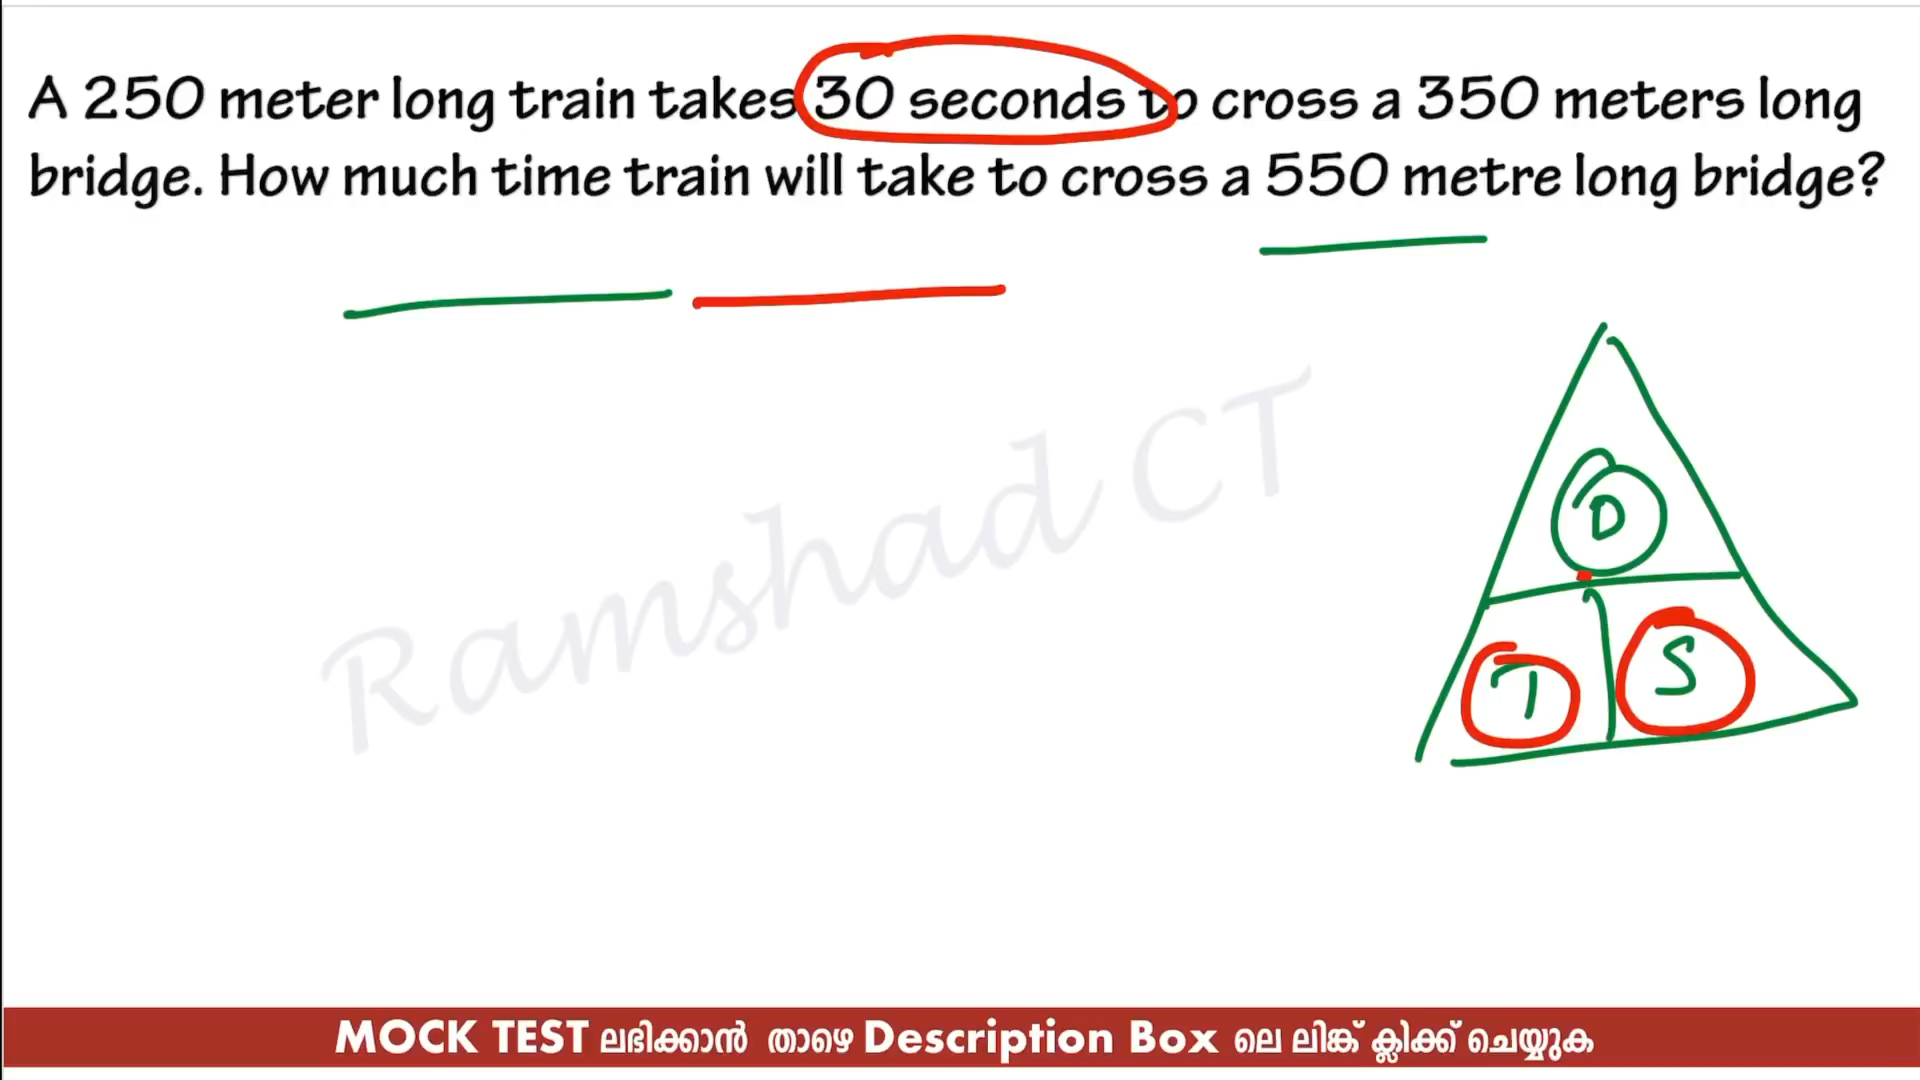 A 250 meter long train takes 30 seconds to cross a 350 meters long
bridge. How much time train will take to cross a 550 metre long bridge?
Ramshad CT
D
T S
MOCK TEST ലഭിക്കാൻ താഴെ Description Box ലെ ലിങ്ക് ക്ലിക്ക് ചെയ്യുക